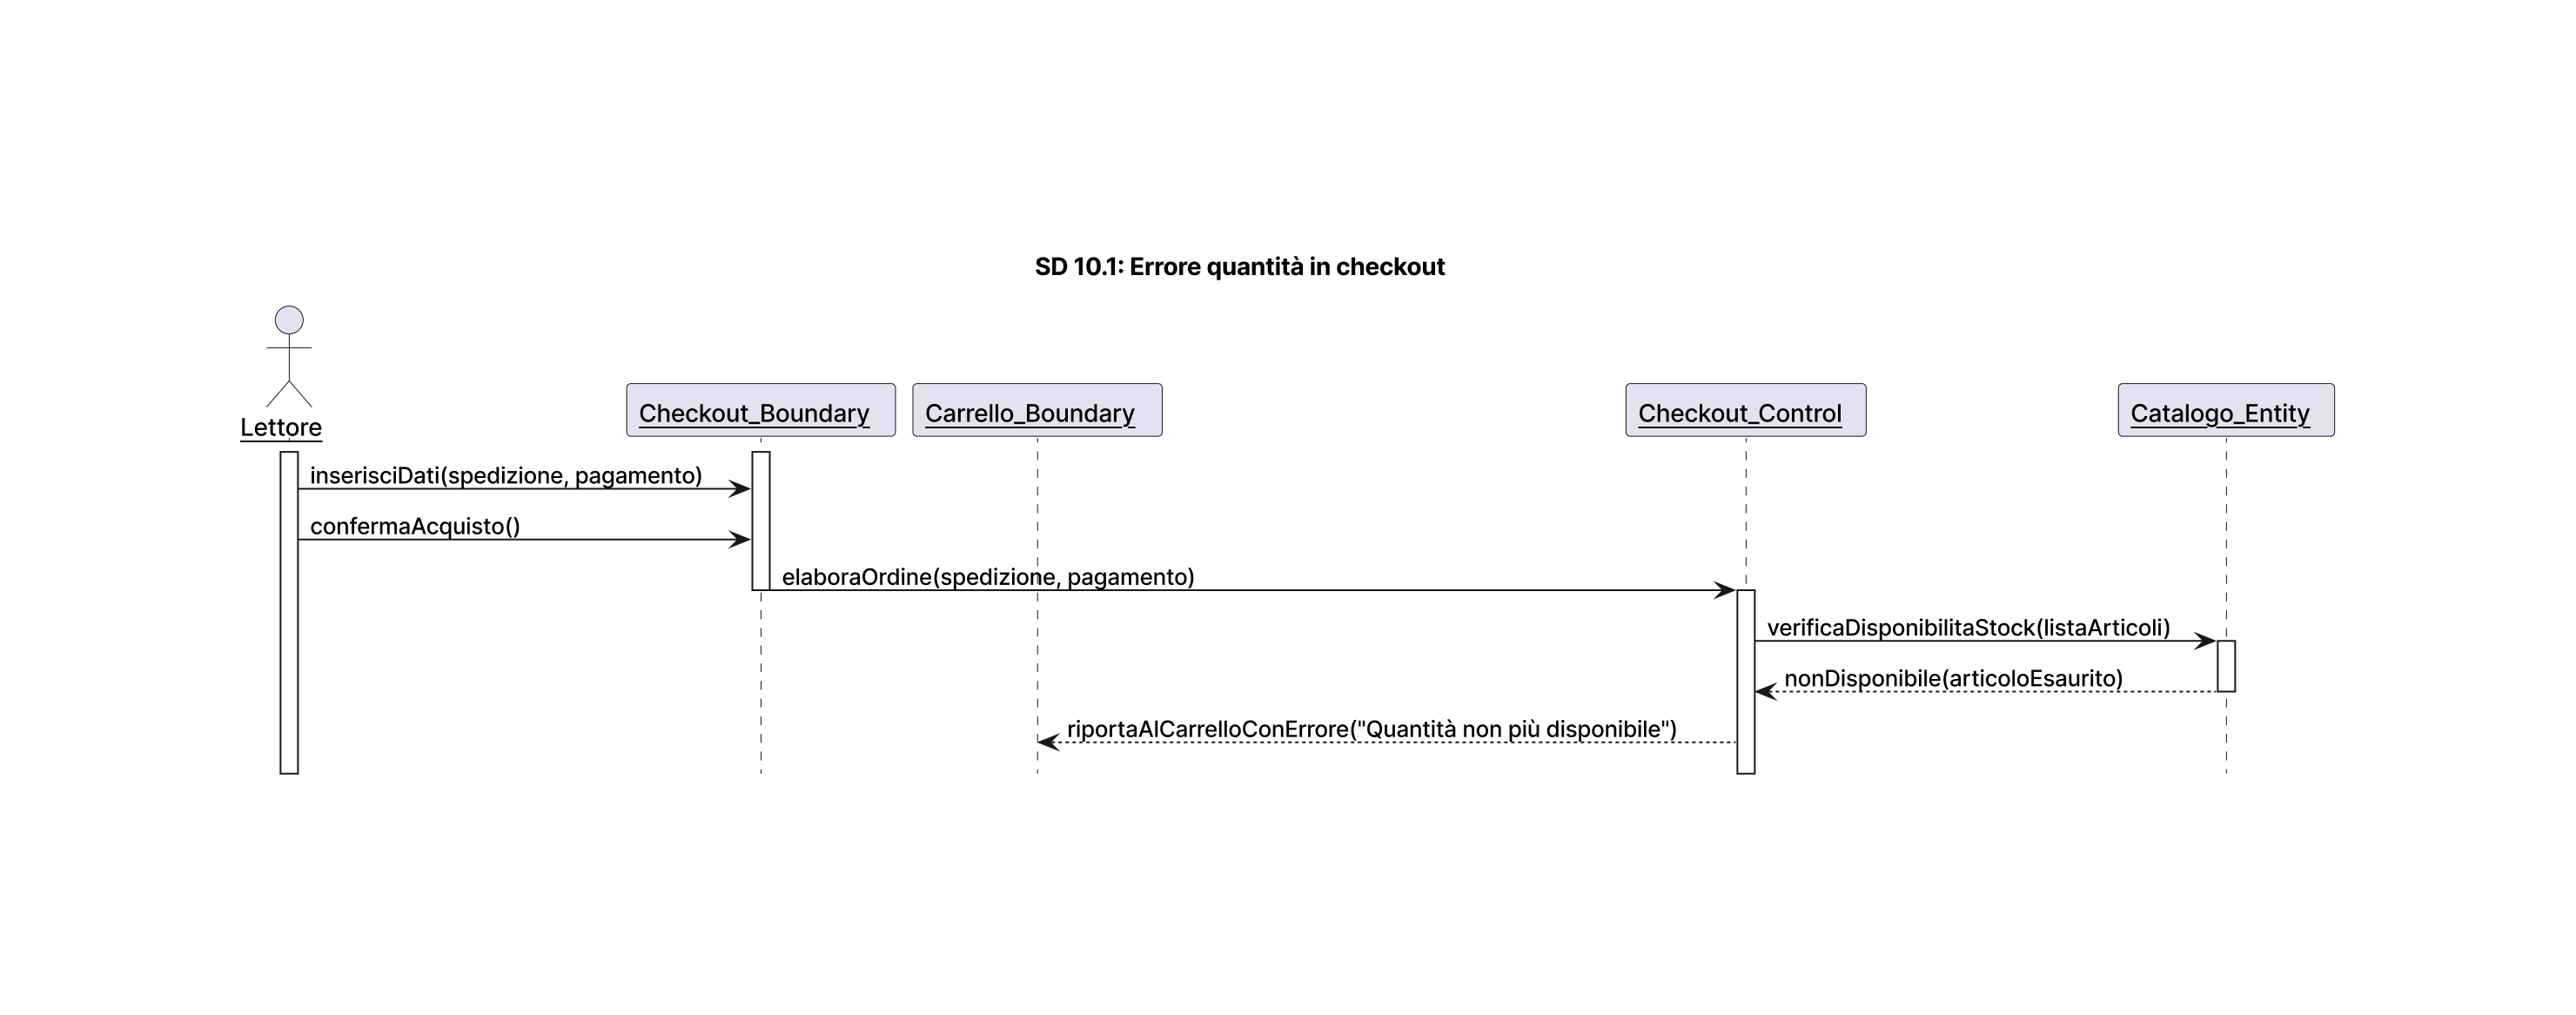 SD 10.1: Errore quantità in checkout
Lettore
Checkout_Boundary
Carrello_Boundary
Checkout_Control
Catalogo_Entity
inserisciDati(spedizione, pagamento)
confermaAcquisto()
elaboraOrdine(spedizione, pagamento)
verificaDisponibilitaStock(listaArticoli)
nonDisponibile(articoloEsaurito)
riportaAlCarrelloConErrore("Quantità non più disponibile")